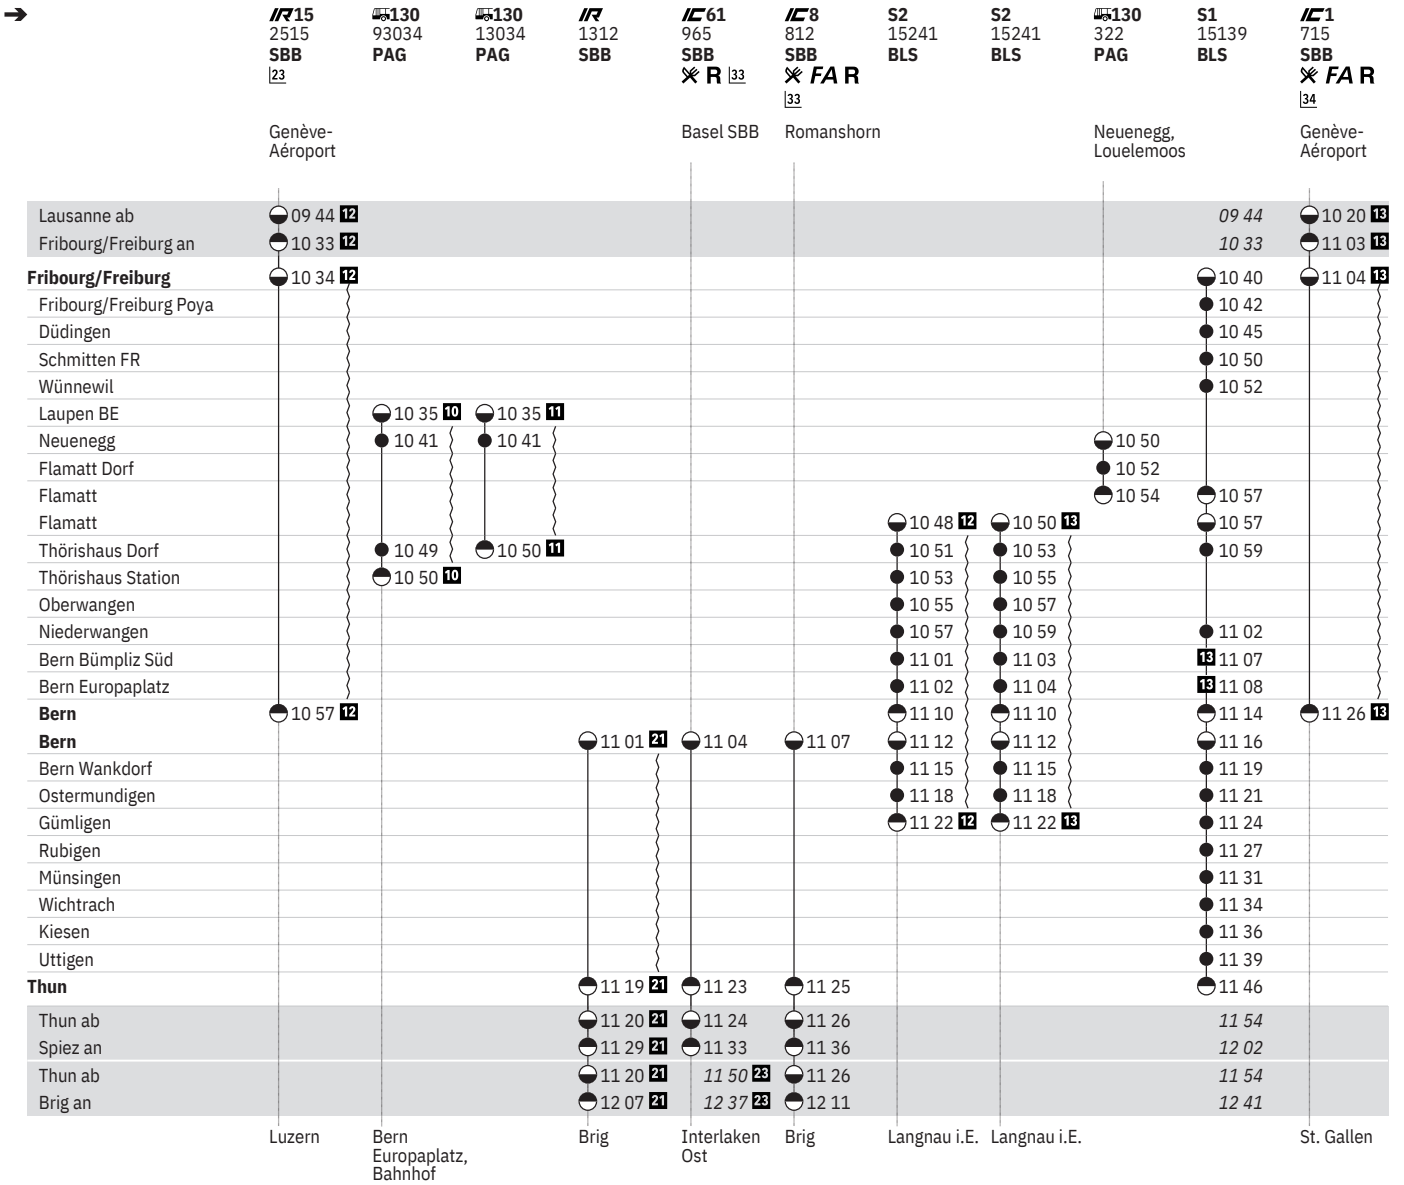 ➔ IR15 130 130 IR IC61 IC8 S2 S2 130 S1 IC1
2515 93034 13034 1312 965 812 15241 15241 322 15139 715
SBB PAG PAG SBB SBB SBB BLS BLS PAG BLS SBB
23 R 33 FA R FA R
33 34
Genève- Basel SBB Romanshorn Neuenegg, Genève-
Aéroport Louelemoos Aéroport
Lausanne ab 09 44 12 09 44 10 20 13
Fribourg/Freiburg an 10 33 12 10 33 11 03 13
Fribourg/Freiburg 10 34 12 10 40 11 04 13
Fribourg/Freiburg Poya 10 42
Düdingen 10 45
Schmitten FR 10 50
Wünnewil 10 52
Laupen BE 10 35 10 10 35 11
Neuenegg 10 41 10 41 10 50
Flamatt Dorf 10 52
Flamatt 10 54 10 57
Flamatt 10 48 12 10 50 13 10 57
Thörishaus Dorf 10 49 10 50 11 10 51 10 53 10 59
Thörishaus Station 10 50 10 10 53 10 55
Oberwangen 10 55 10 57
Niederwangen 10 57 10 59 11 02
Bern Bümpliz Süd 11 01 11 03 13 11 07
Bern Europaplatz 11 02 11 04 13 11 08
Bern 10 57 12 11 10 11 10 11 14 11 26 13
Bern 11 01 21 11 04 11 07 11 12 11 12 11 16
Bern Wankdorf 11 15 11 15 11 19
Ostermundigen 11 18 11 18 11 21
Gümligen 11 22 12 11 22 13 11 24
Rubigen 11 27
Münsingen 11 31
Wichtrach 11 34
Kiesen 11 36
Uttigen 11 39
Thun 11 19 21 11 23 11 25 11 46
Thun ab 11 20 21 11 24 11 26 11 54
Spiez an 11 29 21 11 33 11 36 12 02
Thun ab 11 20 21 11 50 23 11 26 11 54
Brig an 12 07 21 12 37 23 12 11 12 41
Luzern Bern Brig Interlaken Brig Langnau i.E. Langnau i.E. St. Gallen
Europaplatz, Ost
Bahnhof